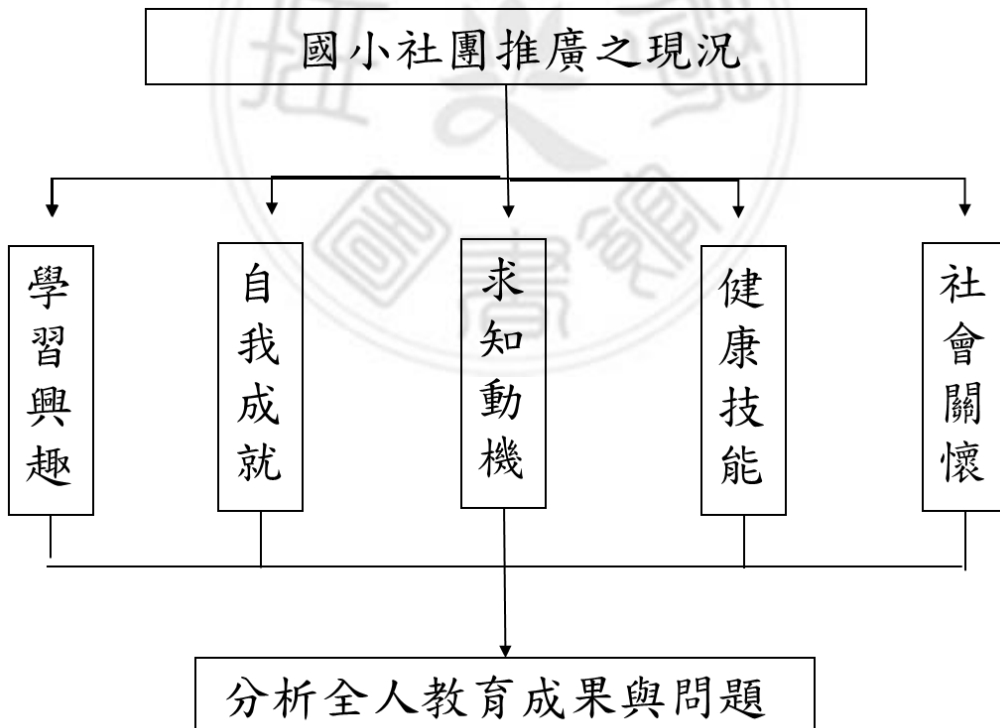 國小社團推廣之現況
學習興趣
自我成就
求知動機
健康技能
社會關懷
分析全人教育成果與問題